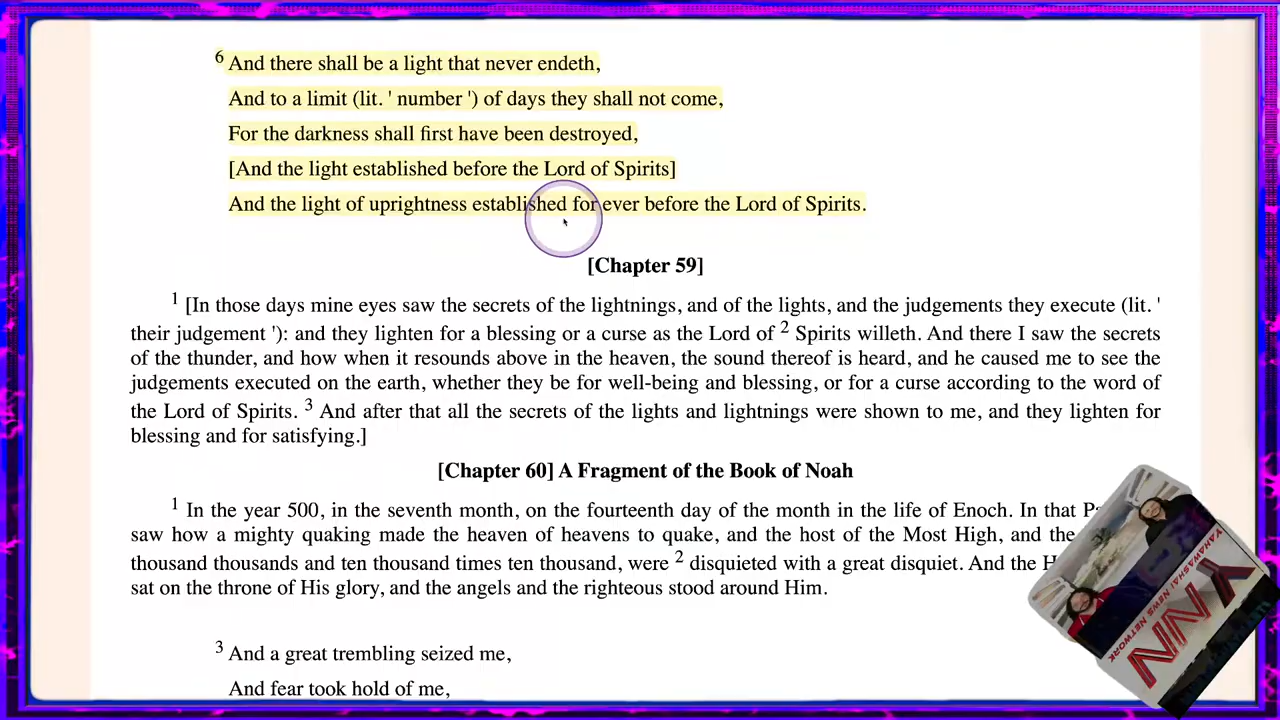 6 And there shall be a light that never endeth,
And to a limit (lit. ' number ') of days they shall not come,
For the darkness shall first have been destroyed,
[And the light established before the Lord of Spirits]
And the light of uprightness established for ever before the Lord of Spirits.
[Chapter 59]
1 [In those days mine eyes saw the secrets of the lightnings, and of the lights, and the judgements they execute (lit. '
their judgement '): and they lighten for a blessing or a curse as the Lord of 2 Spirits willeth. And there I saw the secrets
of the thunder, and how when it resounds above in the heaven, the sound thereof is heard, and he caused me to see the
judgements executed on the earth, whether they be for well-being and blessing, or for a curse according to the word of
the Lord of Spirits. 3 And after that all the secrets of the lights and lightnings were shown to me, and they lighten for
blessing and for satisfying.]
[Chapter 60] A Fragment of the Book of Noah
1 In the year 500, in the seventh month, on the fourteenth day of the month in the life of Enoch. In that
saw how a mighty quaking made the heaven of heavens to quake, and the host of the Most High, and the
thousand thousands and ten thousand times ten thousand, were 2 disquieted with a great disquiet. And the
sat on the throne of His glory, and the angels and the righteous stood around Him.
3 And a great trembling seized me,
And fear took hold of me,
YNN
YAHAWASHAI NEWS NETWORK